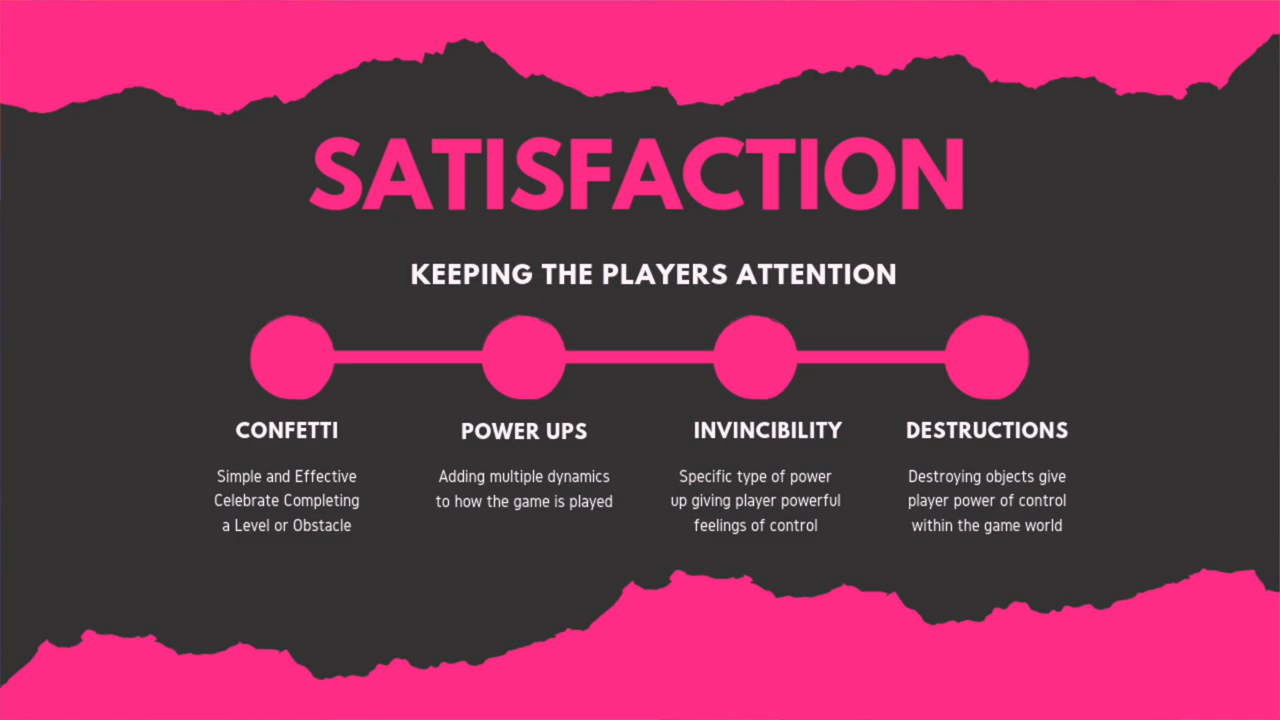 SATISFACTION
KEEPING THE PLAYERS ATTENTION
CONFETTI
Simple and Effective
Celebrate Completing
a Level or Obstacle
POWER UPS
Adding multiple dynamics
to how the game is played
INVINCIBILITY
Specific type of power
up giving player powerful
feelings of control
DESTRUCTIONS
Destroying objects give
player power of control
within the game world